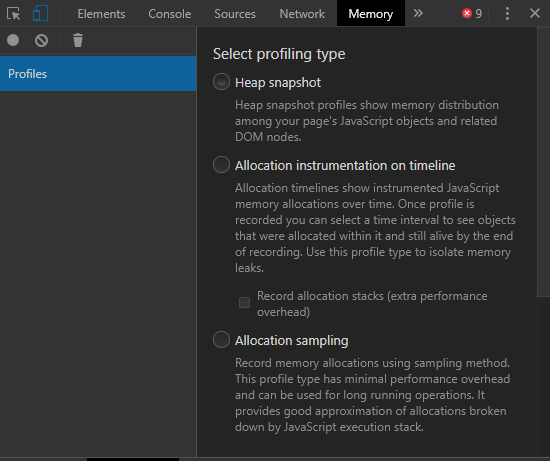 Elements Console Sources Network Memory » 9
Profiles
Select profiling type
Heap snapshot
Heap snapshot profiles show memory distribution
among your page's JavaScript objects and related
DOM nodes.
Allocation instrumentation on timeline
Allocation timelines show instrumented JavaScript
memory allocations over time. Once profile is
recorded you can select a time interval to see objects
that were allocated within it and still alive by the end
of recording. Use this profile type to isolate memory
leaks.
Record allocation stacks (extra performance
overhead)
Allocation sampling
Record memory allocations using sampling method.
This profile type has minimal performance overhead
and can be used for long running operations. It
provides good approximation of allocations broken
down by JavaScript execution stack.